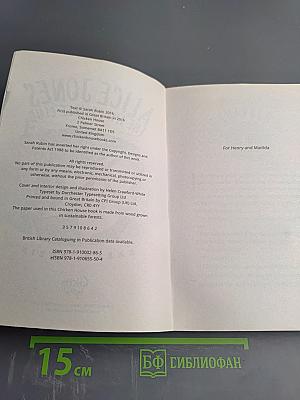 ALICE JONES
Text © Sarah Rubin 2016
First published in Great Britain in 2016
Chicken House
2 Palmer Street
Frome, Somerset BA11 1DS
United Kingdom
www.chickenhousebooks.com
Sarah Rubin has asserted her right under the Copyright, Designs and
Patents Act 1988 to be identified as the author of this work.
All rights reserved.
No part of this publication may be reproduced or transmitted or utilized in
any form or by any means, electronic, mechanical, photocopying or
otherwise, without the prior permission of the publisher.
Cover and interior design and illustration by Helen Crawford-White
Typeset by Dorchester Typesetting Group Ltd
Printed and bound in Great Britain by CPI Group (UK) Ltd,
Croydon, CR0 4YY
The paper used in this Chicken House book is made from wood grown
in sustainable forests.
3 5 7 9 10 8 6 4 2
British Library Cataloguing in Publication data available.
ISBN 978-1-910002-86-5
eISBN 978-1-910655-50-4
For Henry and Matilda
15 см
БФ БИБЛИОФАН